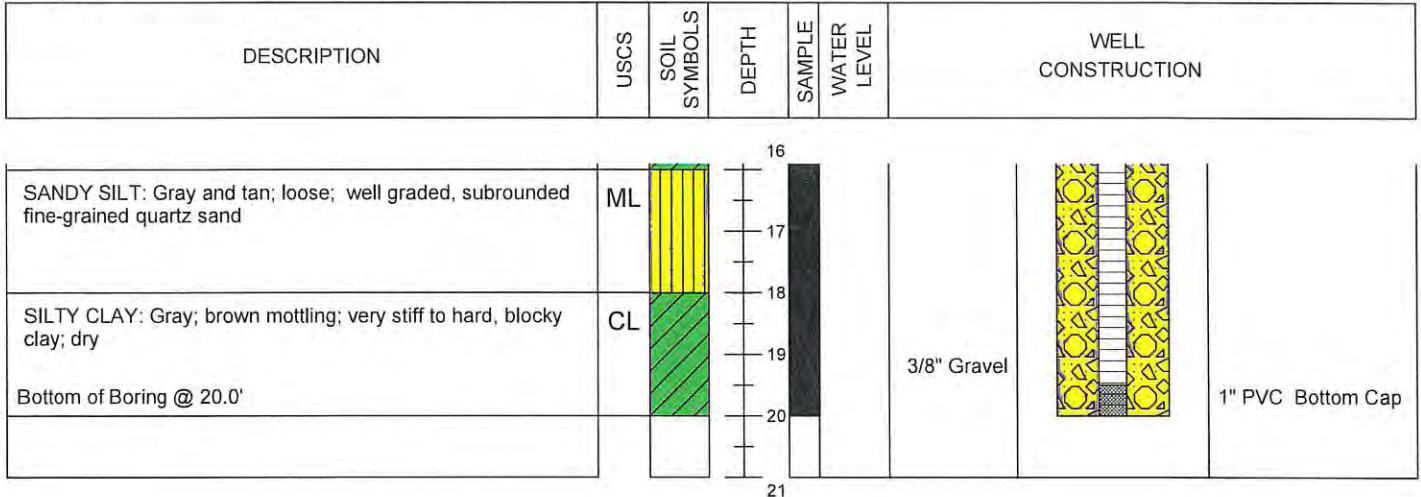 DESCRIPTION
USCS
SOIL
SYMBOLS
DEPTH
SAMPLE
WATER
LEVEL
WELL
CONSTRUCTION
16
SANDY SILT: Gray and tan; loose; well graded, subrounded
fine-grained quartz sand
ML
17
18
SILTY CLAY: Gray; brown mottling; very stiff to hard, blocky
clay; dry
CL
19
3/8" Gravel
Bottom of Boring @ 20.0'
20
1" PVC Bottom Cap
21